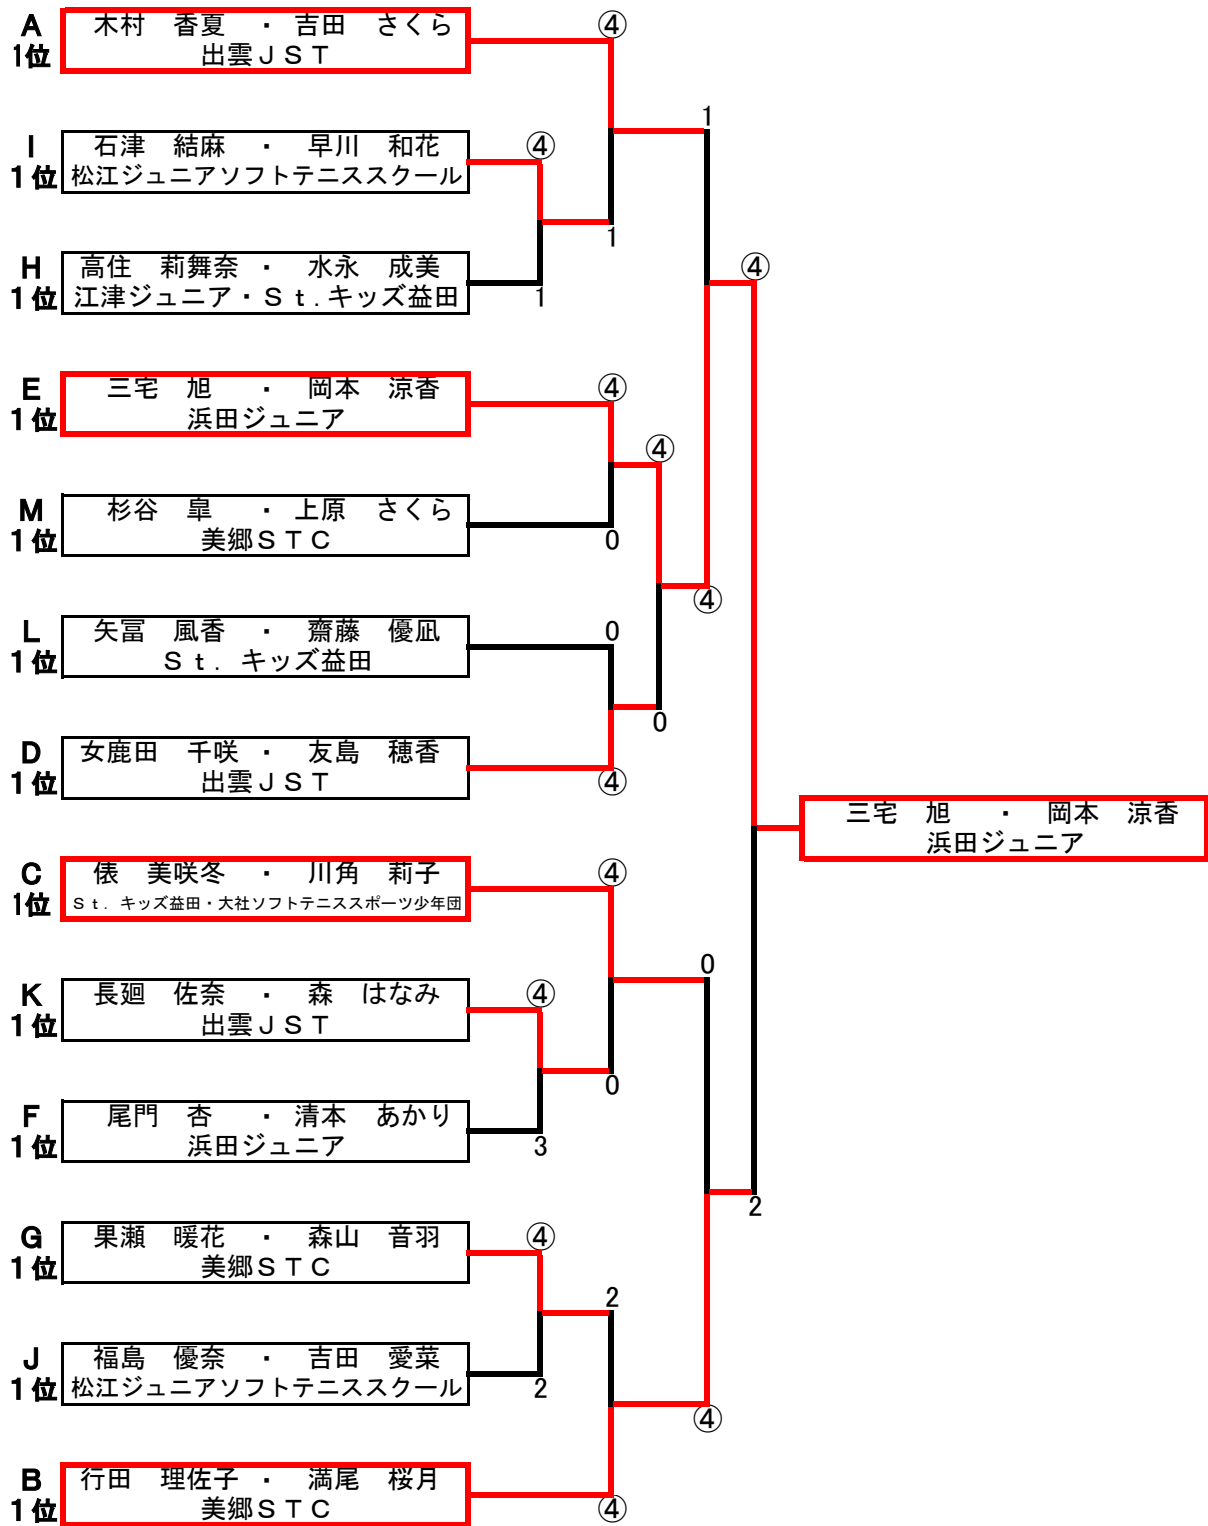 A
1位
木村 香夏 ・ 吉田 さくら
出雲JST
④
1
I
1位
石津 結麻 ・ 早川 和花
松江ジュニアソフトテニススクール
④
1
H
1位
高住 莉舞奈 ・ 水永 成美
江津ジュニア・St.キッズ益田
1
④
E
1位
三宅 旭 ・ 岡本 涼香
浜田ジュニア
④
④
M
1位
杉谷 皐 ・ 上原 さくら
美郷STC
0
④
L
1位
矢冨 風香 ・ 齋藤 優凪
St. キッズ益田
0
0
D
1位
女鹿田 千咲 ・ 友島 穂香
出雲JST
④
三宅 旭 ・ 岡本 涼香
浜田ジュニア
C
1位
俵 美咲冬 ・ 川角 莉子
St. キッズ益田・大社ソフトテニススポーツ少年団
④
0
K
1位
長廻 佐奈 ・ 森 はなみ
出雲JST
④
0
F
1位
尾門 杏 ・ 清本 あかり
浜田ジュニア
3
2
G
1位
果瀬 暖花 ・ 森山 音羽
美郷STC
④
2
J
1位
福島 優奈 ・ 吉田 愛菜
松江ジュニアソフトテニススクール
2
④
B
1位
行田 理佐子 ・ 満尾 桜月
美郷STC
④